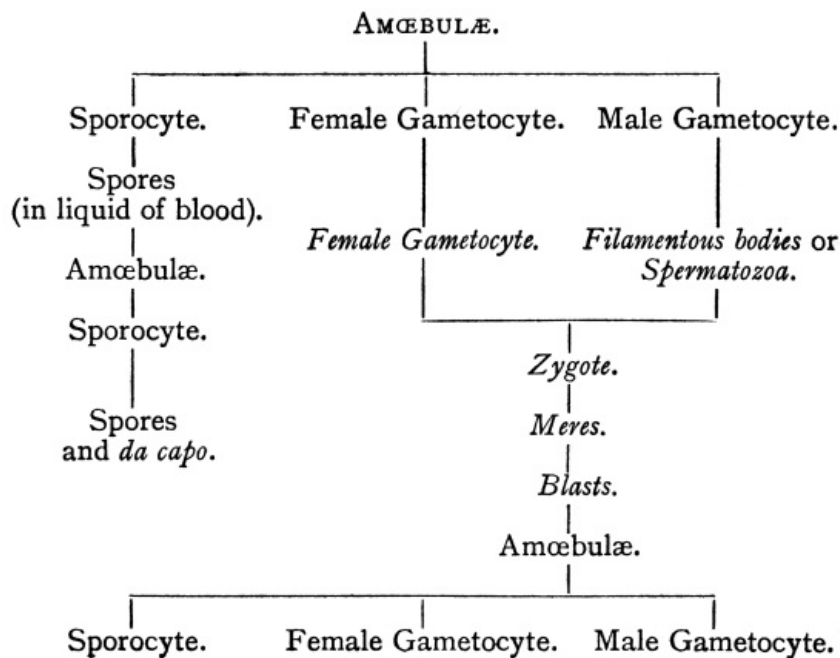 AMŒBULÆ.
Sporocyte. Female Gametocyte. Male Gametocyte.
Spores
(in liquid of blood).
Female Gametocyte. Filamentous bodies or
Spermatozoa.
Amœbulæ.
Sporocyte.
Zygote.
Spores
and da capo.
Meres.
Blasts.
Amœbulæ.
Sporocyte. Female Gametocyte. Male Gametocyte.